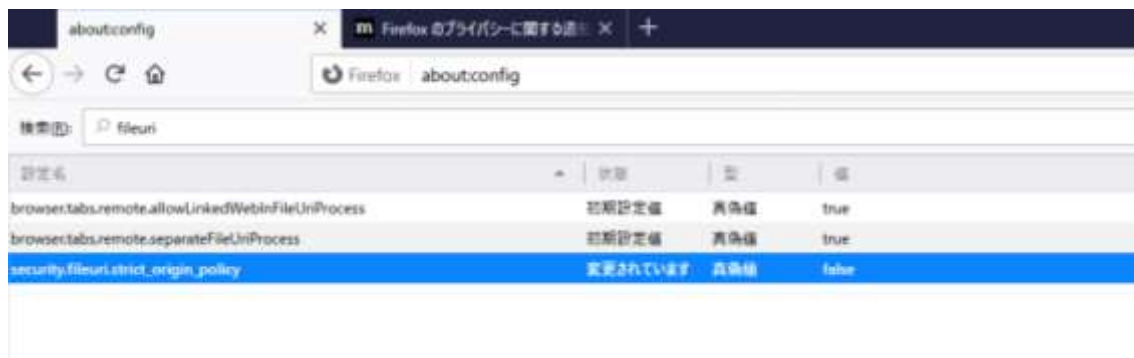 about:config
m Firefox のプライバシーに関する通
Firefox about:config
検索(R): fileuri
設定名 状態 型 値
browser.tabs.remote.allowLinkedWebInFileUriProcess 初期設定値 真偽値 true
browser.tabs.remote.separateFileUriProcess 初期設定値 真偽値 true
security.fileuri.strict_origin_policy 変更されています 真偽値 false